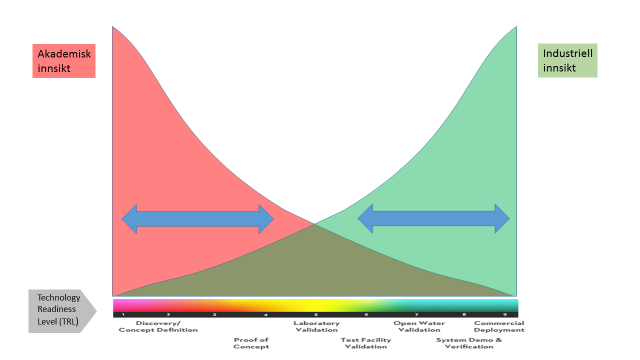 Akademisk
innsikt
Industriell
innsikt
Technology
Readiness
Level (TRL)
1 2 3 4 5 6 7 8 9
Discovery/
Concept Definition
Proof of
Concept
Laboratory
Validation
Test Facility
Validation
Open Water
Validation
System Demo &
Verification
Commercial
Deployment